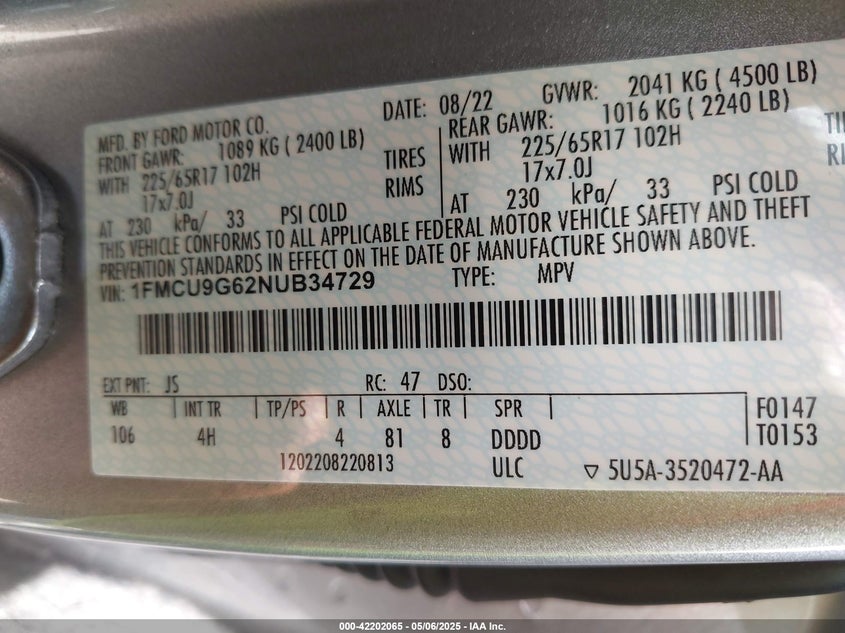 MFD. BY FORD MOTOR CO. DATE: 08/22 GVWR: 2041 KG ( 4500 LB)
FRONT GAWR: 1089 KG ( 2400 LB) REAR GAWR: 1016 KG ( 2240 LB)
WITH 225/65R17 102H TIRES WITH 225/65R17 102H
17x7.0J RIMS 17x7.0J
AT 230 kPa/ 33 PSI COLD AT 230 kPa/ 33 PSI COLD
THIS VEHICLE CONFORMS TO ALL APPLICABLE FEDERAL MOTOR VEHICLE SAFETY AND THEFT
PREVENTION STANDARDS IN EFFECT ON THE DATE OF MANUFACTURE SHOWN ABOVE.
VIN: 1FMCU9G62NUB34729 TYPE: MPV
EXT PNT: JS RC: 47 DSO:
WB INT TR TP/PS R AXLE TR SPR F0147
106 4H 4 81 8 DDDD T0153
1202208220813 ULC ▽ 5U5A-3520472-AA
000-42202065 - 05/06/2025 - IAA Inc.